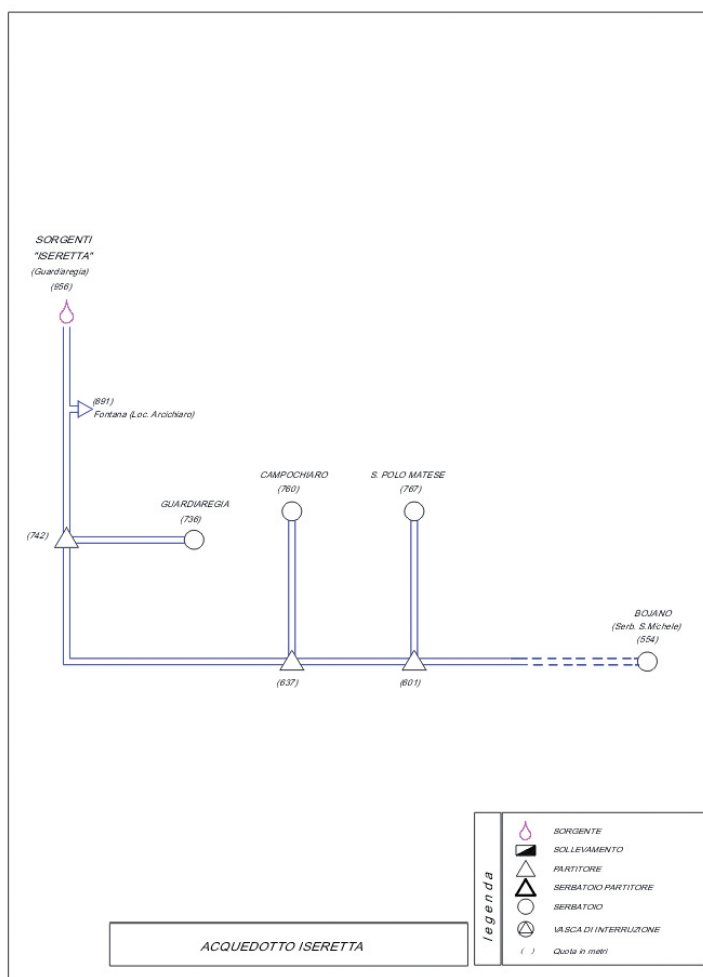 SORGENTI
"ISERETTA"
(Guardiaregia)
(956)
(891)
Fontana (Loc. Arcichiaro)
CAMPOCHIARO
(760)
S. POLO MATESE
(767)
GUARDIAREGIA
(736)
(742)
BOJANO
(Serb. S.Michele)
(554)
(637)
(601)
legenda
SORGENTE
SOLLEVAMENTO
PARTITORE
SERBATOIO PARTITORE
SERBATOIO
VASCA DI INTERRUZIONE
( ) Quota in metri
ACQUEDOTTO ISERETTA